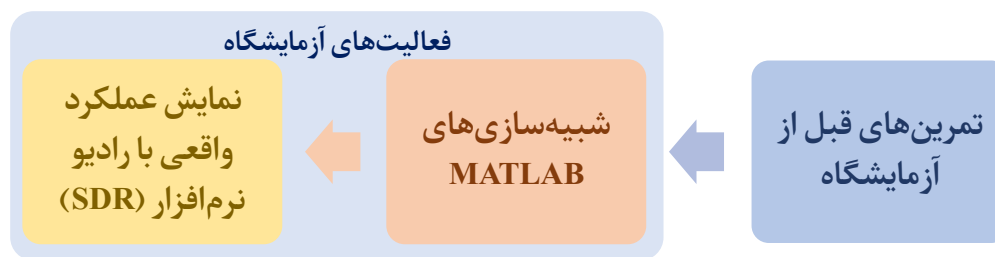 فعالیت‌های آزمایشگاه
تمرین‌های قبل از
آزمایشگاه
شبیه‌سازی‌های
MATLAB
نمایش عملکرد
واقعی با رادیو
نرم‌افزار (SDR)